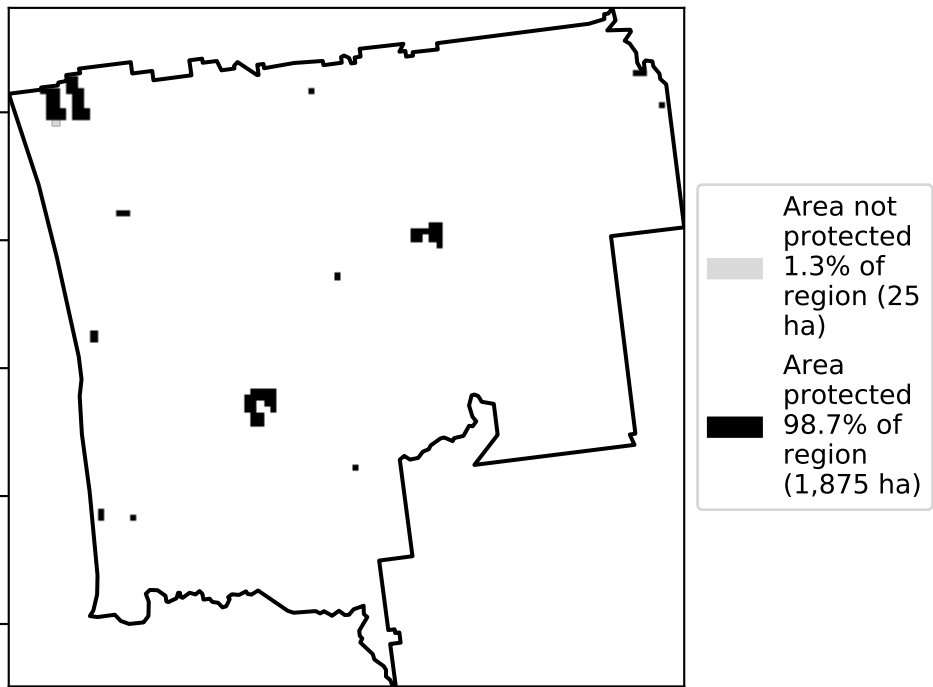 Area not
protected
1.3% of
region (25
ha)
Area
protected
98.7% of
region
(1,875 ha)